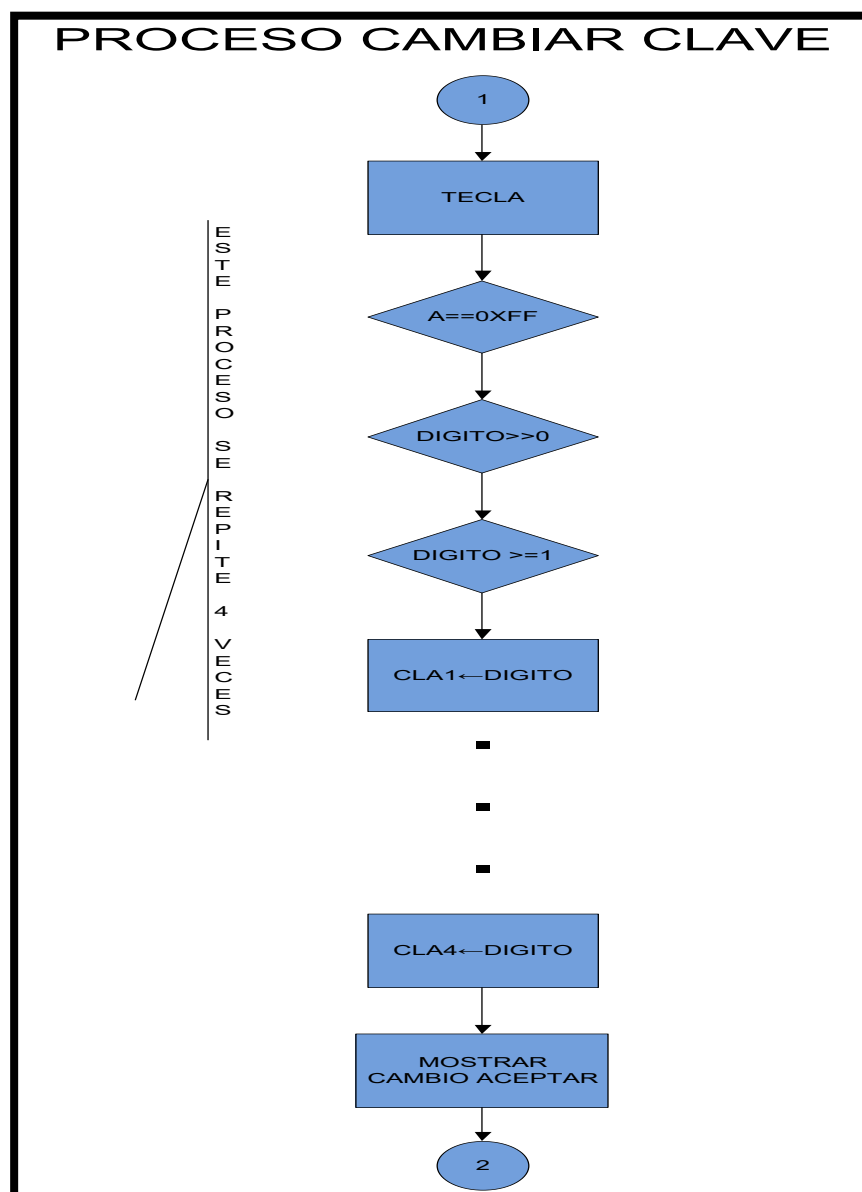 PROCESO CAMBIAR CLAVE
1
TECLA
ESTE PROCESO SE REPITE 4 VECES
A==0XFF
DIGITO>>0
DIGITO >=1
CLA1←DIGITO
CLA4←DIGITO
MOSTRAR
CAMBIO ACEPTAR
2